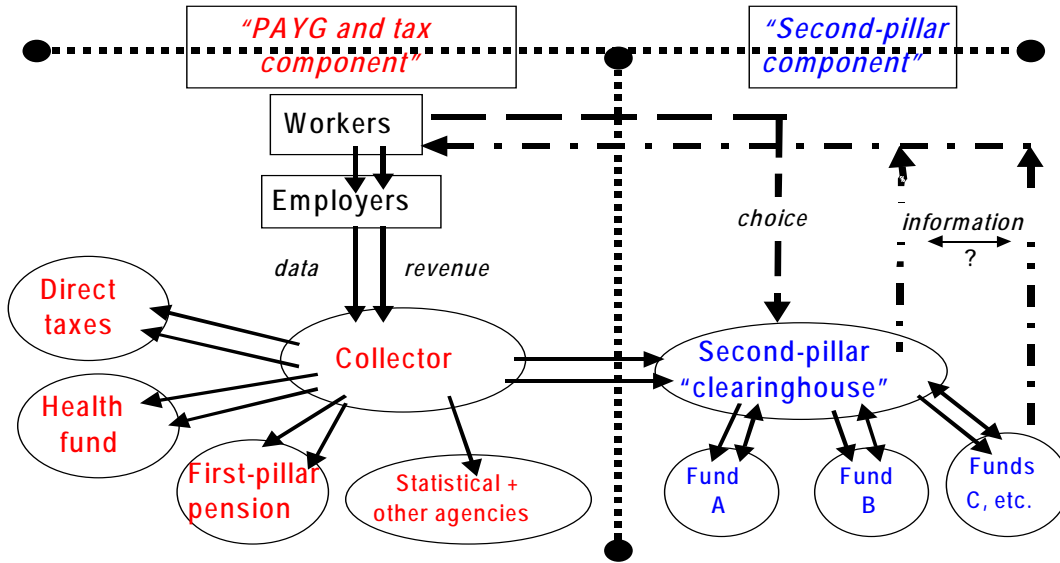 “PAYG and tax
component”
“Second-pillar
component”
Workers
Employers
choice
information
?
data
revenue
Direct
taxes
Collector
Second-pillar
“clearinghouse”
Health
fund
First-pillar
pension
Statistical +
other agencies
Fund
A
Fund
B
Funds
C, etc.